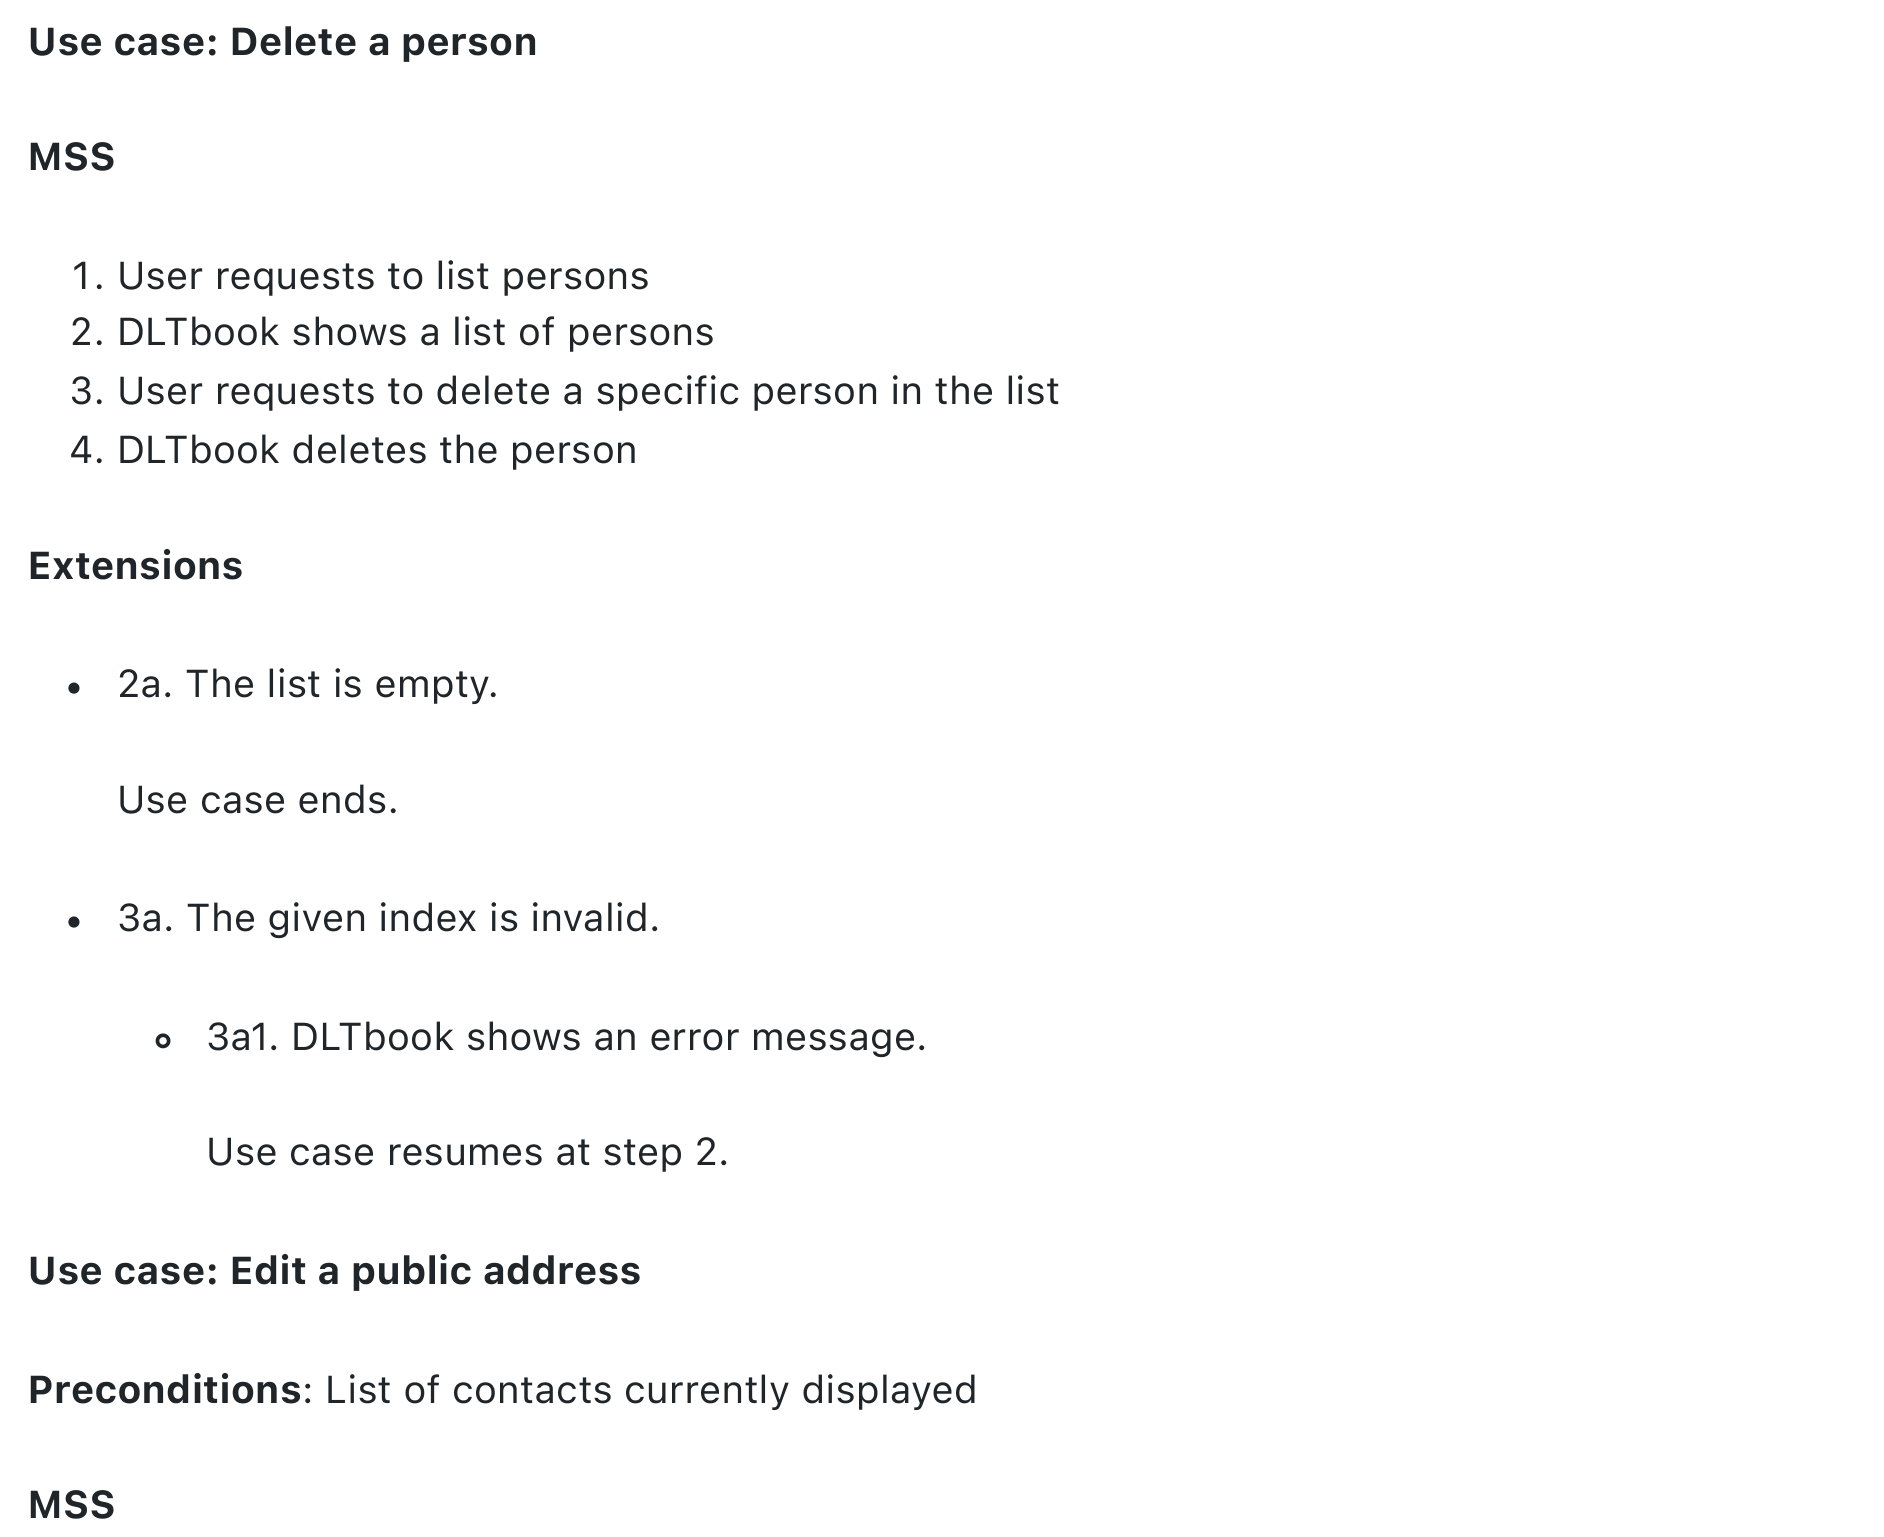 Use case: Delete a person
MSS
1. User requests to list persons
2. DLTbook shows a list of persons
3. User requests to delete a specific person in the list
4. DLTbook deletes the person
Extensions
• 2a. The list is empty.
Use case ends.
• 3a. The given index is invalid.
◦ 3a1. DLTbook shows an error message.
Use case resumes at step 2.
Use case: Edit a public address
Preconditions: List of contacts currently displayed
MSS